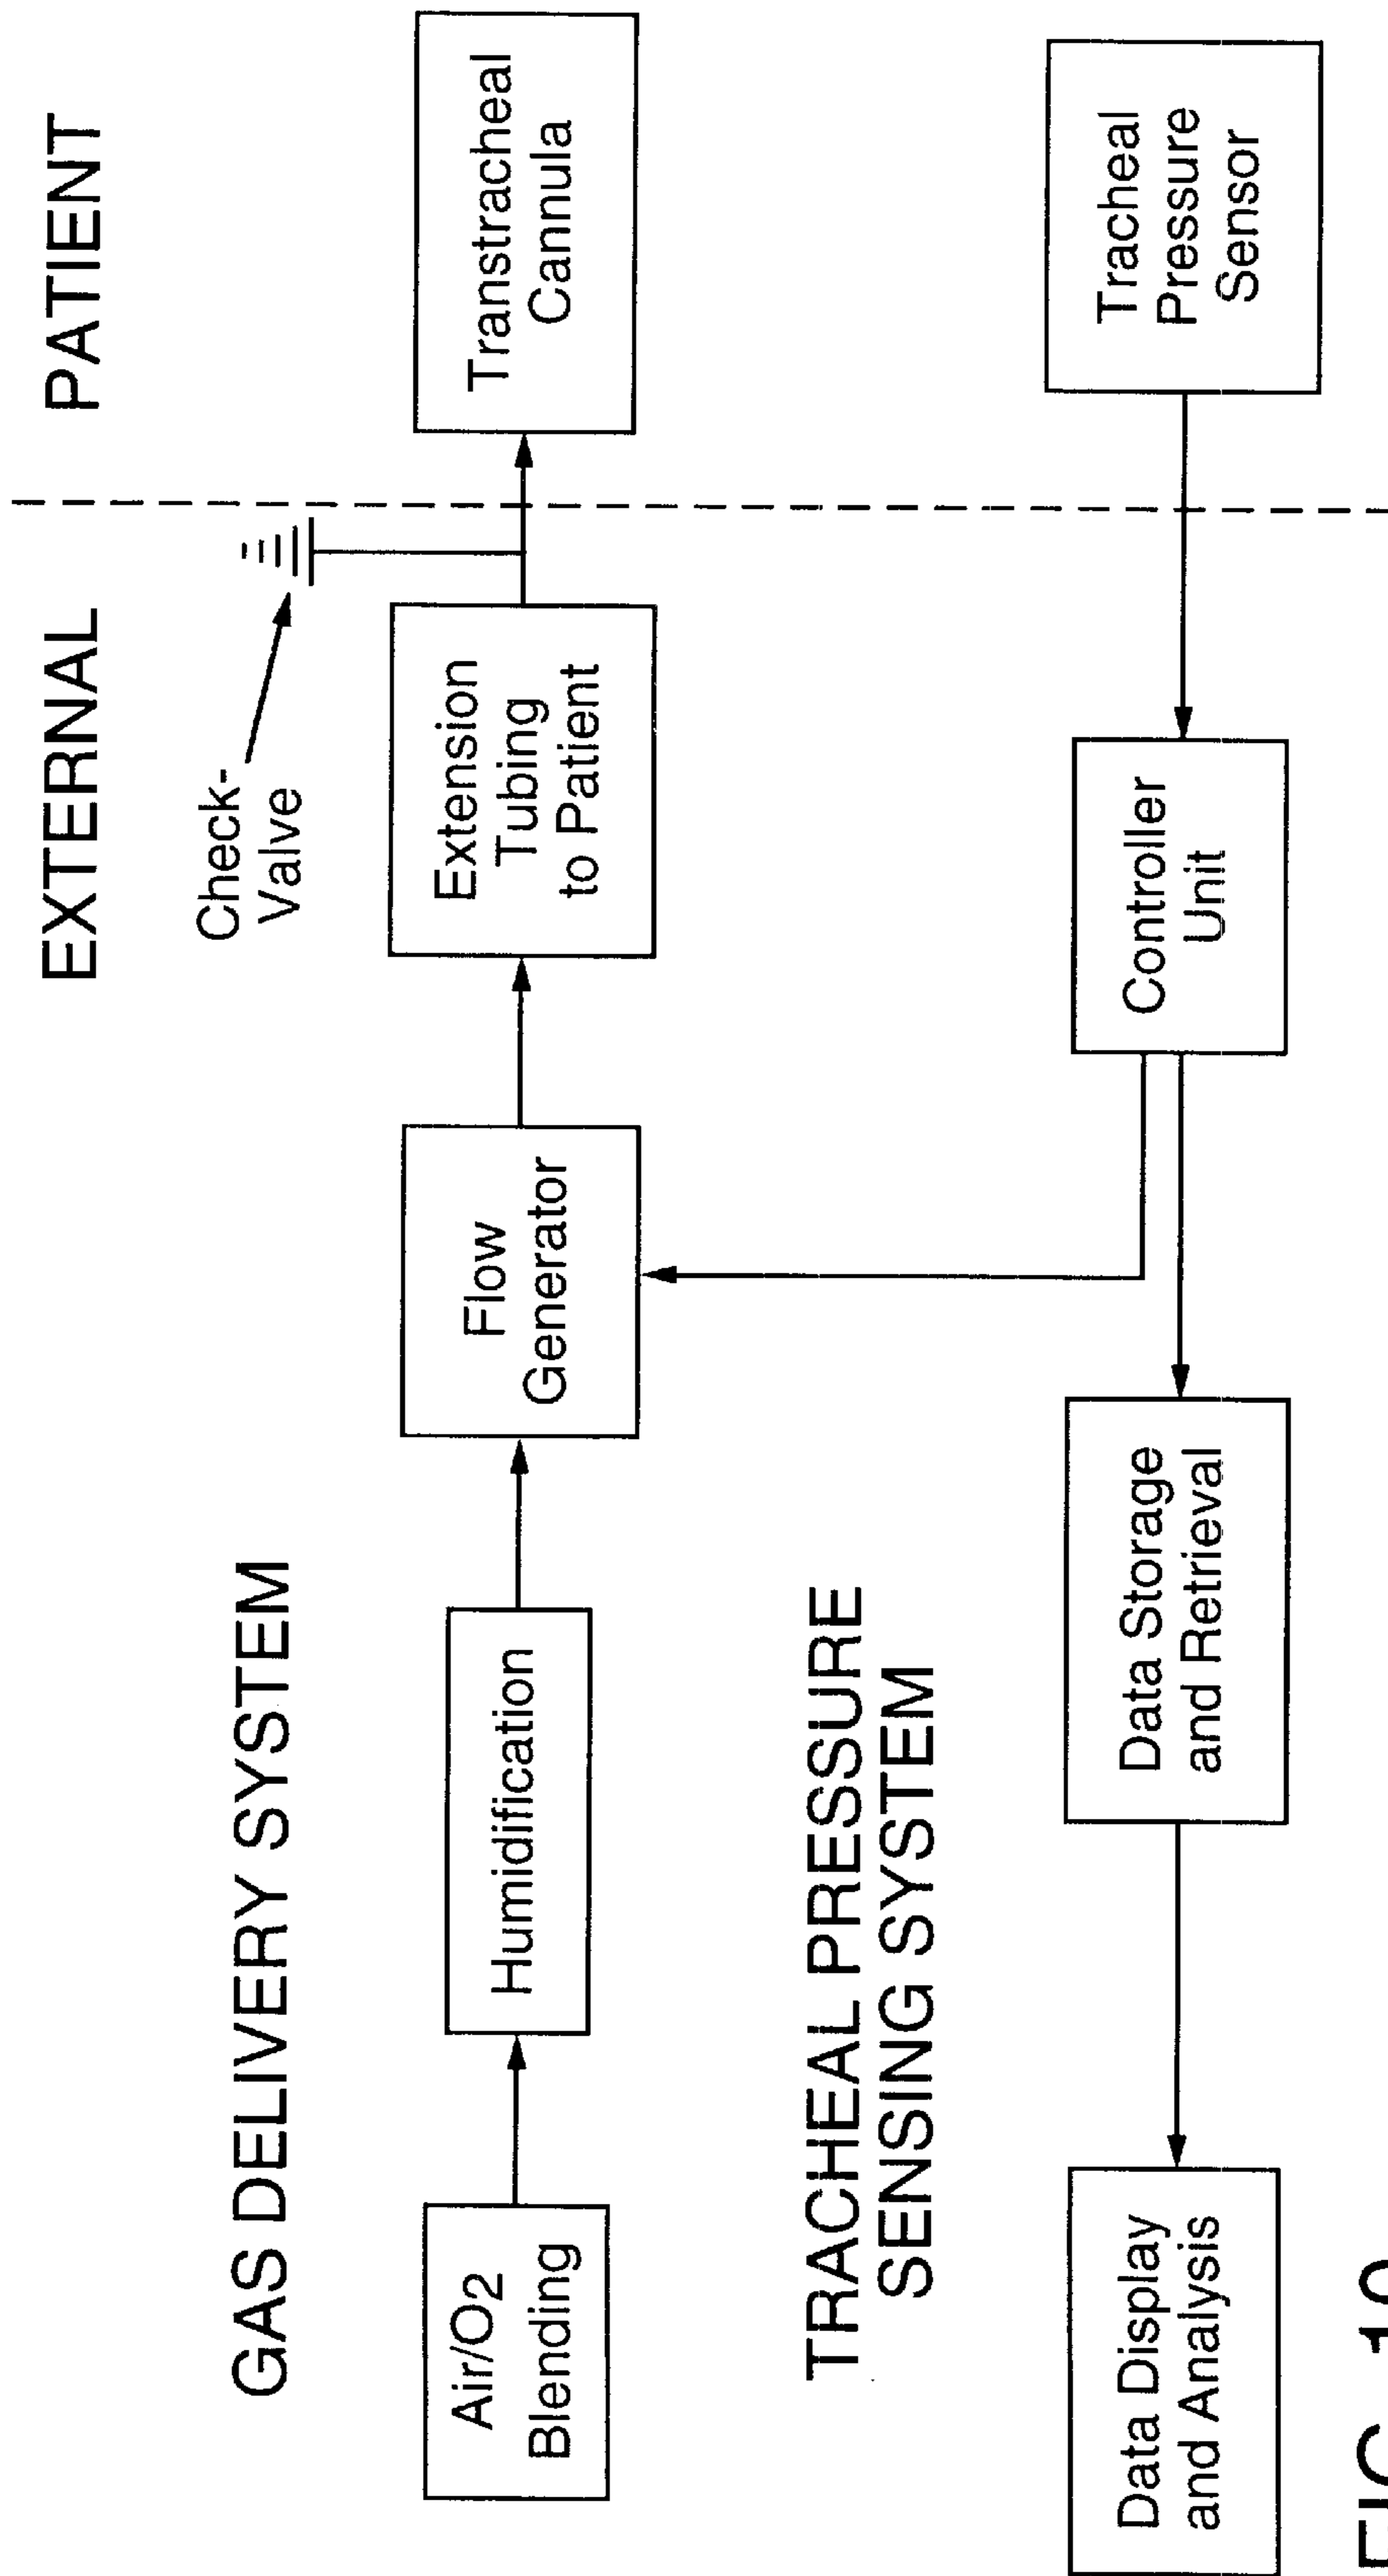 EXTERNAL
PATIENT
GAS DELIVERY SYSTEM
Check-
Valve
Air/O2
Blending
Humidification
Flow
Generator
Extension
Tubing
to Patient
Transtracheal
Cannula
TRACHEAL PRESSURE
SENSING SYSTEM
Data Display
and Analysis
Data Storage
and Retrieval
Controller
Unit
Tracheal
Pressure
Sensor